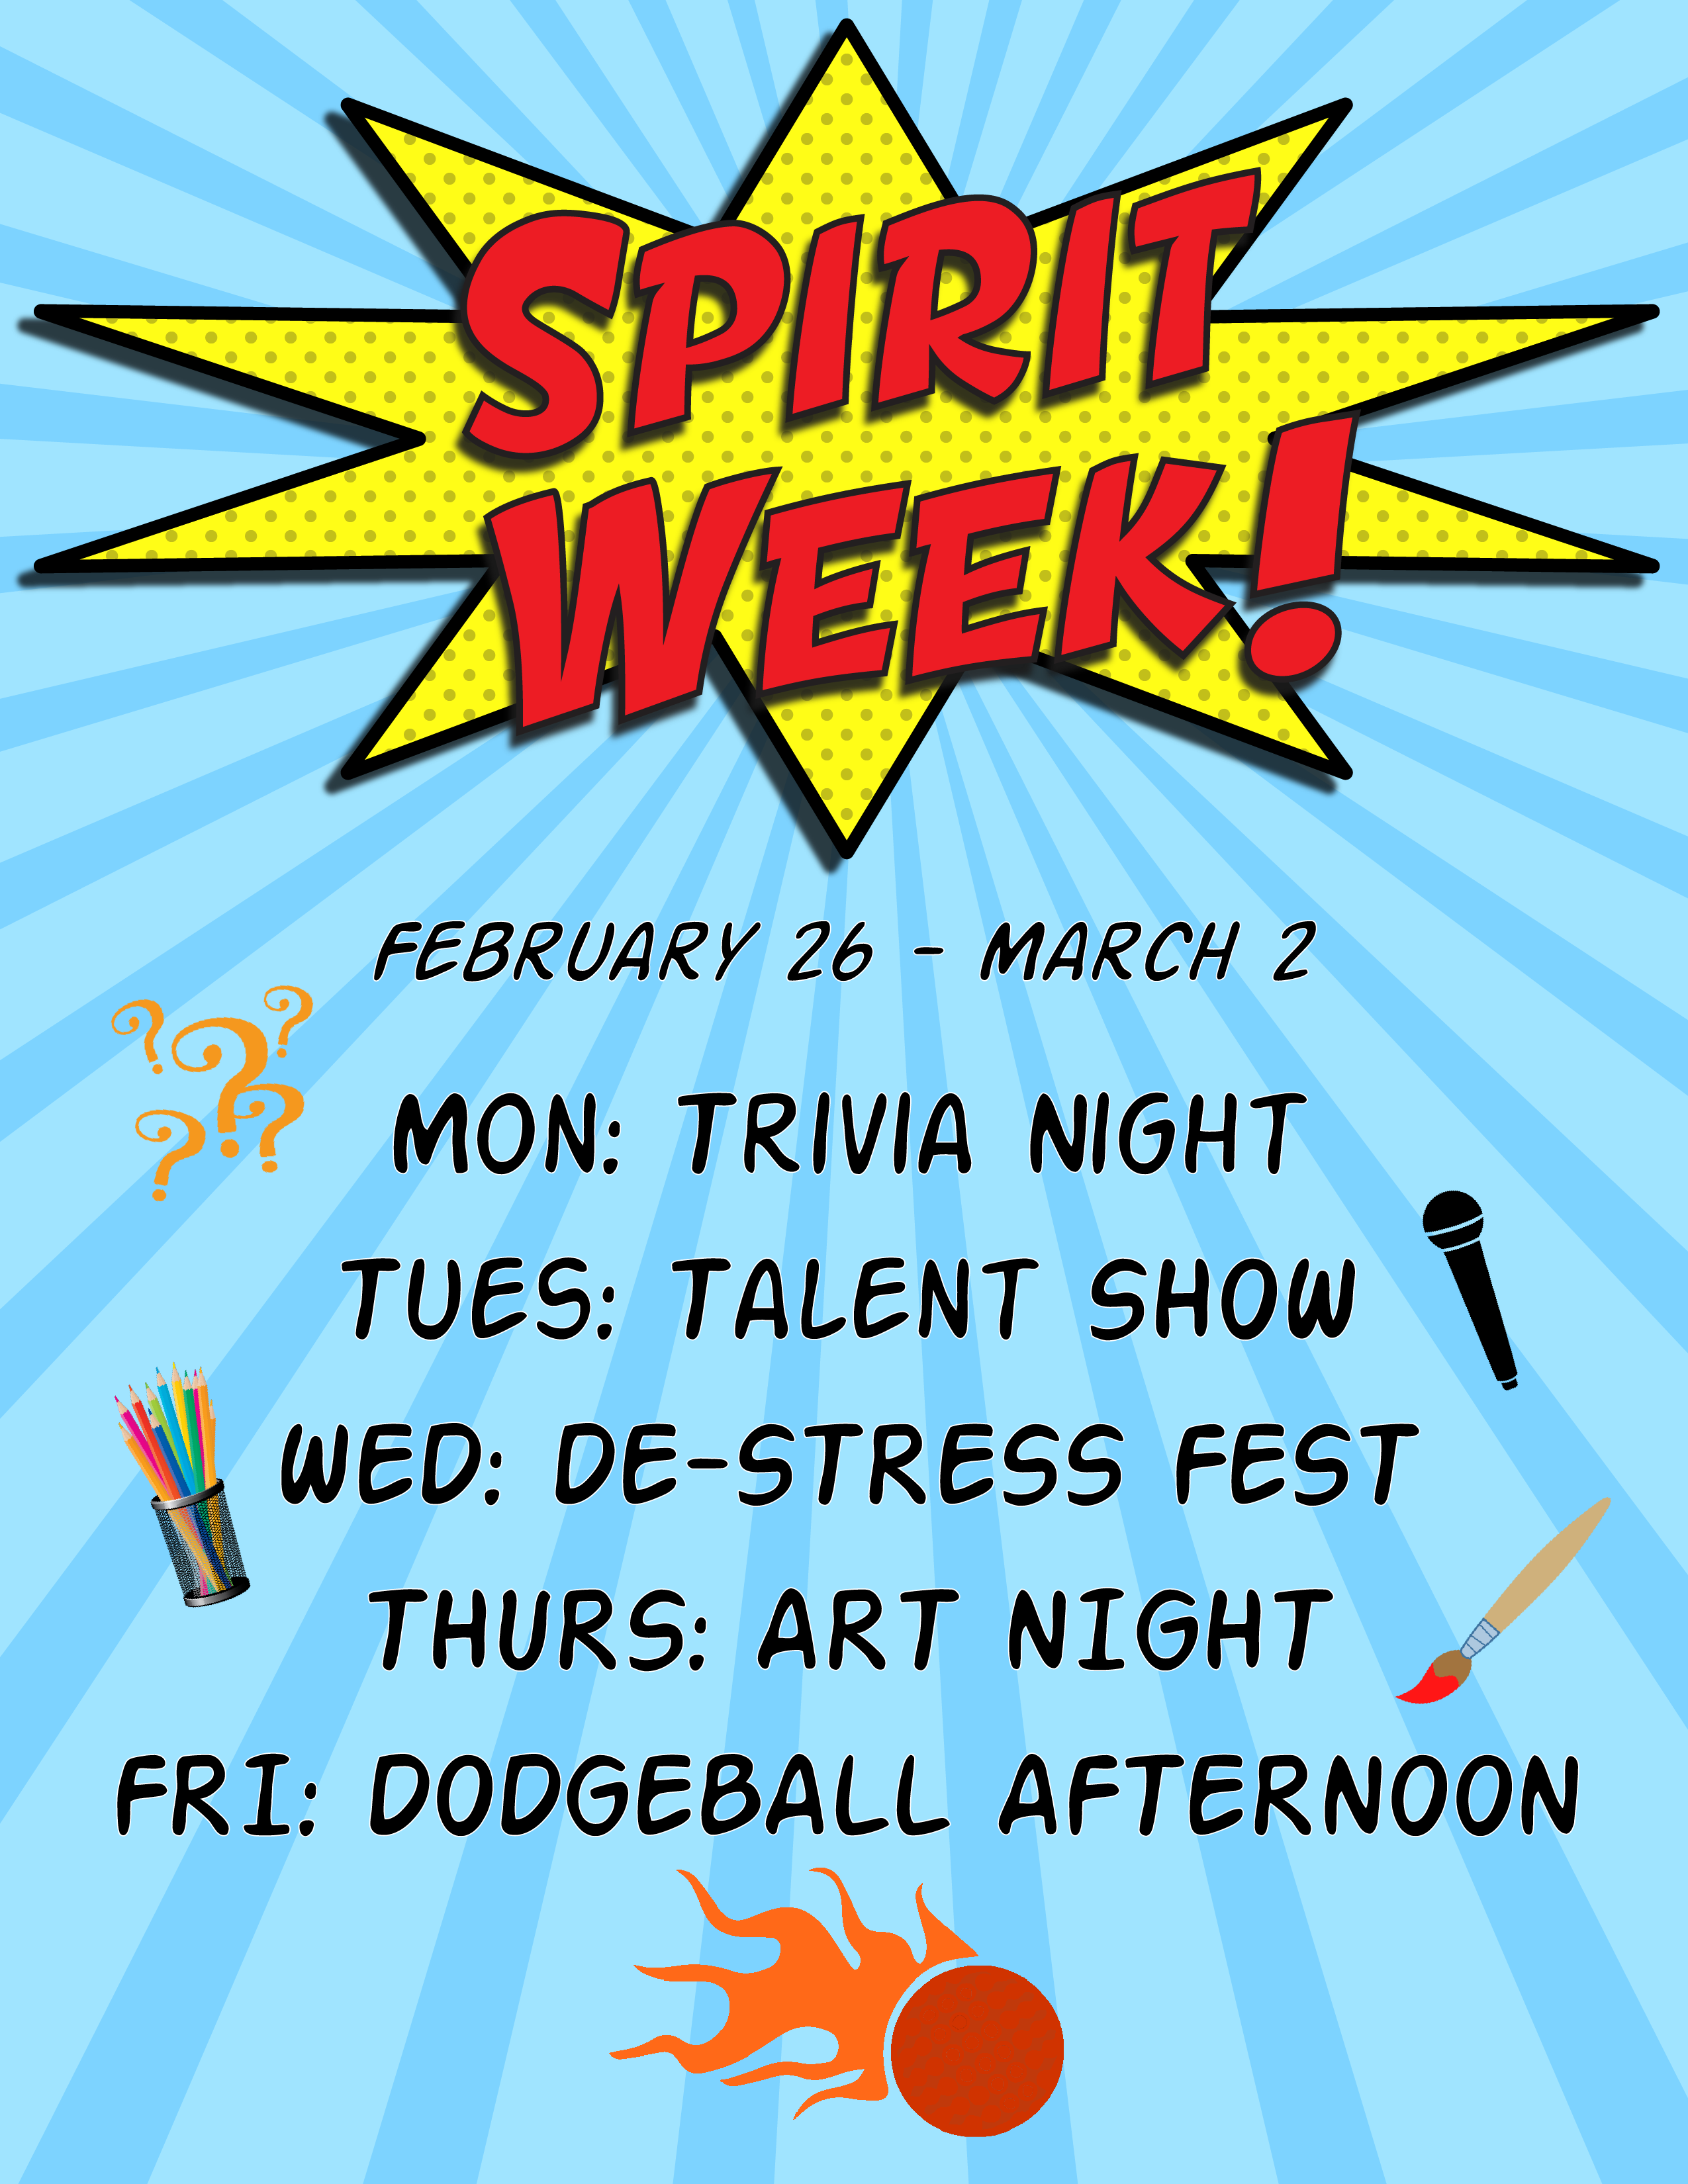 SPIRIT
WEEK!
FEBRUARY 26 - MARCH 2
MON: TRIVIA NIGHT
TUES: TALENT SHOW
WED: DE-STRESS FEST
THURS: ART NIGHT
FRI: DODGEBALL AFTERNOON